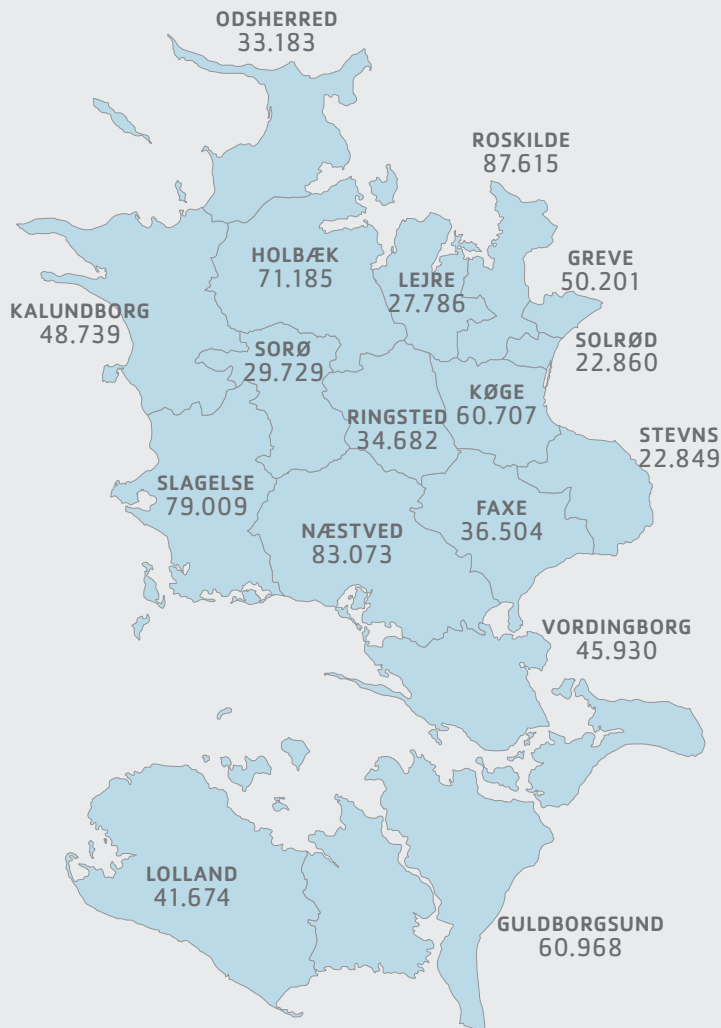 ODSHERRED
33.183
ROSKILDE
87.615
HOLBÆK
71.185
LEJRE
27.786
GREVE
50.201
KALUNDBORG
48.739
SORØ
29.729
SOLRØD
22.860
KØGE
60.707
RINGSTED
34.682
STEVNS
22.849
SLAGELSE
79.009
NÆSTVED
83.073
FAXE
36.504
VORDINGBORG
45.930
LOLLAND
41.674
GULDBORGSUND
60.968